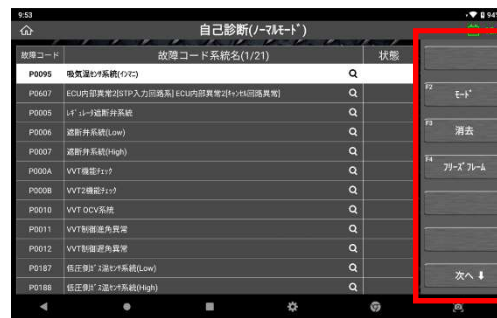 9:53
94%
自己診断(ﾉｰﾏﾙﾓｰﾄﾞ)
故障コード 故障コード系統名(1/21) 状態
P0095 吸気温ｾﾝｻ系統(ｲﾝﾏﾆ)
P0607 ECU内部異常2[STP入力回路系] ECU内部異常2[ｷｬﾝｾﾙ回路異常]
P0005 ﾚｷﾞｭﾚｰﾀ遮断弁系統
P0006 遮断弁系統(Low)
P0007 遮断弁系統(High)
P000A VVT機能ﾁｪｯｸ
P000B VVT2機能ﾁｪｯｸ
P0010 VVT OCV系統
P0011 VVT制御進角異常
P0012 VVT制御遅角異常
P0187 低圧側ｶﾞｽ温ｾﾝｻ系統(Low)
P0188 低圧側ｶﾞｽ温ｾﾝｻ系統(High)
F2 ﾓｰﾄﾞ
F3 消去
F4 ﾌﾘｰｽﾞﾌﾚｰﾑ
次へ ⬇